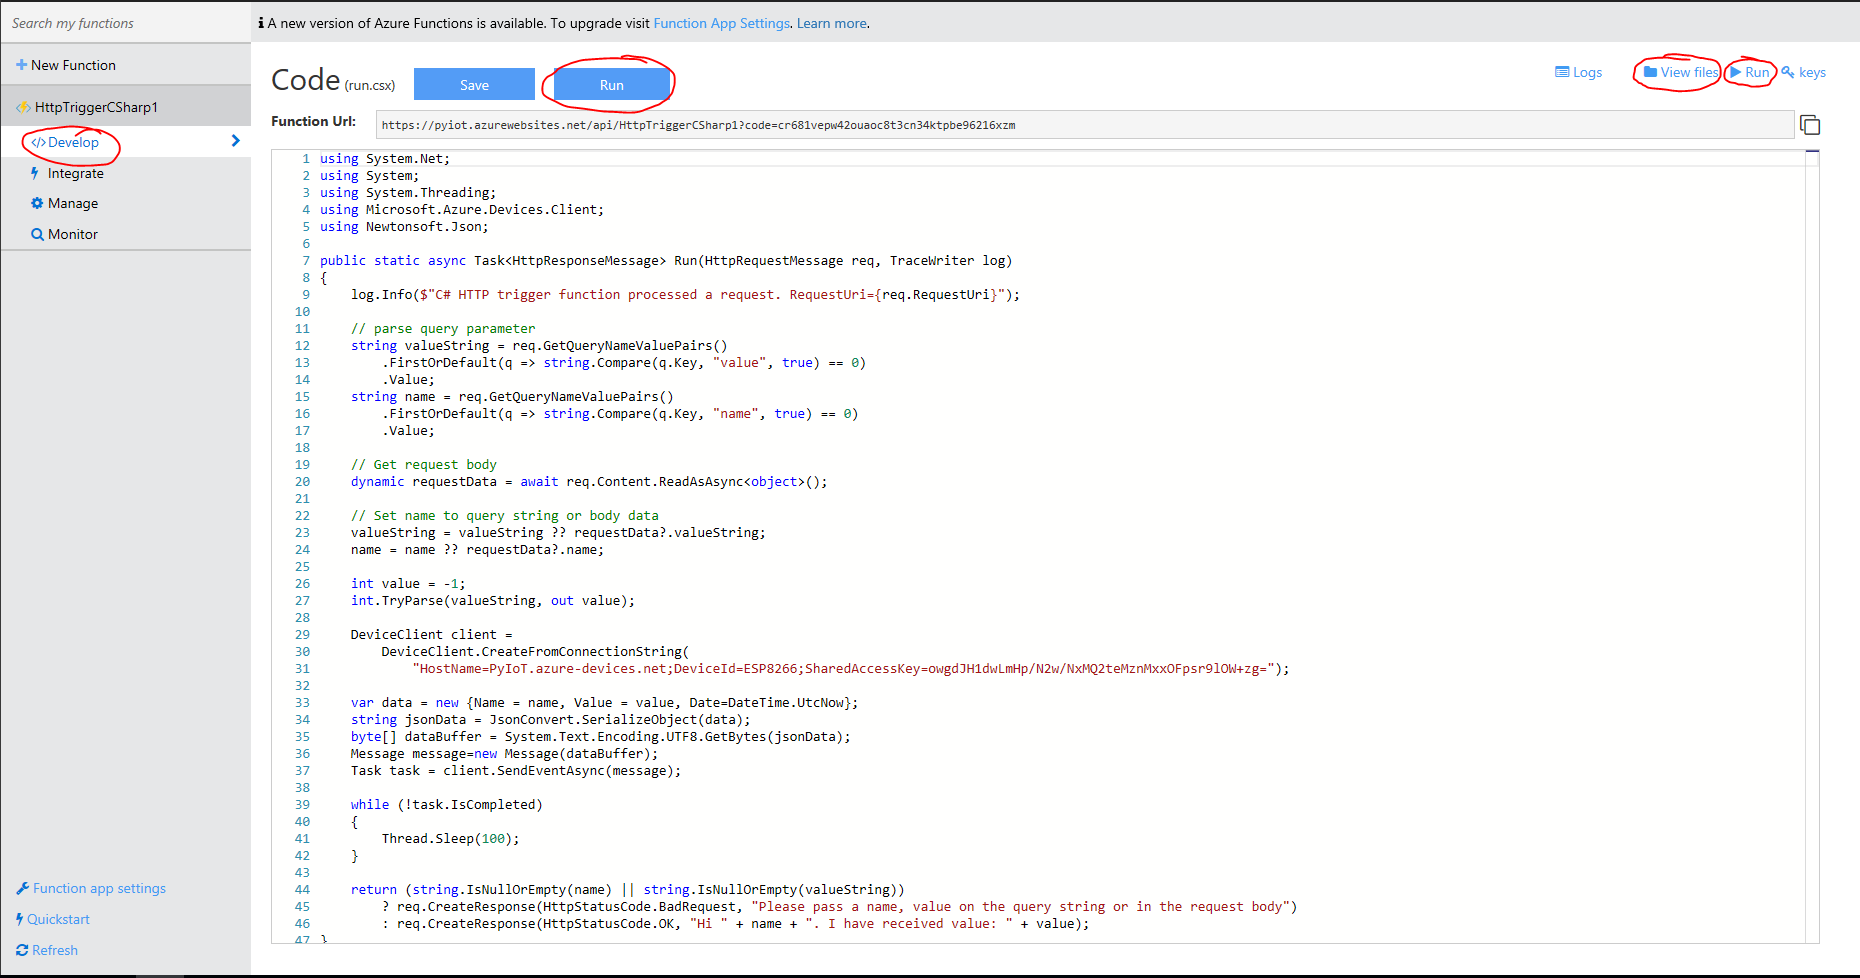 Search my functions
A new version of Azure Functions is available. To upgrade visit Function App Settings. Learn more.
New Function
HttpTriggerCSharp1
</> Develop
Integrate
Manage
Monitor
Function app settings
Quickstart
Refresh
Code (run.csx)
Save
Run
Logs
View files
Run
keys
Function Url:
https://pyiot.azurewebsites.net/api/HttpTriggerCSharp1?code=cr681vepw42ouaoc8t3cn34ktpbe96216xzm
1 using System.Net;
2 using System;
3 using System.Threading;
4 using Microsoft.Azure.Devices.Client;
5 using Newtonsoft.Json;
6
7 public static async Task<HttpResponseMessage> Run(HttpRequestMessage req, TraceWriter log)
8 {
9     log.Info($"C# HTTP trigger function processed a request. RequestUri={req.RequestUri}");
10
11     // parse query parameter
12     string valueString = req.GetQueryNameValuePairs()
13         .FirstOrDefault(q => string.Compare(q.Key, "value", true) == 0)
14         .Value;
15     string name = req.GetQueryNameValuePairs()
16         .FirstOrDefault(q => string.Compare(q.Key, "name", true) == 0)
17         .Value;
18
19     // Get request body
20     dynamic requestData = await req.Content.ReadAsAsync<object>();
21
22     // Set name to query string or body data
23     valueString = valueString ?? requestData?.valueString;
24     name = name ?? requestData?.name;
25
26     int value = -1;
27     int.TryParse(valueString, out value);
28
29     DeviceClient client =
30         DeviceClient.CreateFromConnectionString(
31             "HostName=PyIoT.azure-devices.net;DeviceId=ESP8266;SharedAccessKey=owgdJH1dwLmHp/N2w/NxMQ2teMznMxxOFpsr9lOW+zg=");
32
33     var data = new {Name = name, Value = value, Date=DateTime.UtcNow};
34     string jsonData = JsonConvert.SerializeObject(data);
35     byte[] dataBuffer = System.Text.Encoding.UTF8.GetBytes(jsonData);
36     Message message=new Message(dataBuffer);
37     Task task = client.SendEventAsync(message);
38
39     while (!task.IsCompleted)
40     {
41         Thread.Sleep(100);
42     }
43
44     return (string.IsNullOrEmpty(name) || string.IsNullOrEmpty(valueString))
45         ? req.CreateResponse(HttpStatusCode.BadRequest, "Please pass a name, value on the query string or in the request body")
46         : req.CreateResponse(HttpStatusCode.OK, "Hi " + name + ". I have received value: " + value);
47 }